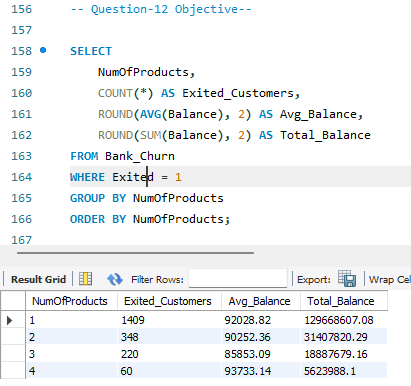 156 -- Question-12 Objective--
157
158 SELECT
159 NumOfProducts,
160 COUNT(*) AS Exited_Customers,
161 ROUND(AVG(Balance), 2) AS Avg_Balance,
162 ROUND(SUM(Balance), 2) AS Total_Balance
163 FROM Bank_Churn
164 WHERE Exited = 1
165 GROUP BY NumOfProducts
166 ORDER BY NumOfProducts;
167
Result Grid Filter Rows: Export: Wrap Cel
NumOfProducts Exited_Customers Avg_Balance Total_Balance
1 1409 92028.82 129668607.08
2 348 90252.36 31407820.29
3 220 85853.09 18887679.16
4 60 93733.14 5623988.1